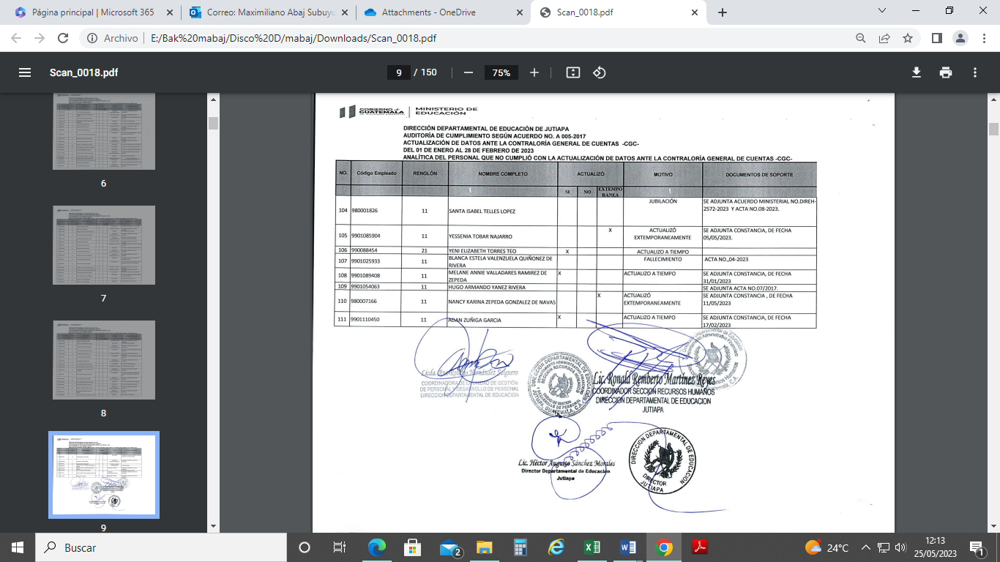 Página principal | Microsoft 365
Correo: Maximiliano Abaj Subuyu
Attachments - OneDrive
Scan_0018.pdf
Archivo
E:/Bak%20mabaj/Disco%20D/mabaj/Downloads/Scan_0018.pdf
Scan_0018.pdf
9 / 150
75%
6
7
8
9
GOBIERNO de GUATEMALA
MINISTERIO DE EDUCACIÓN
DIRECCIÓN DEPARTAMENTAL DE EDUCACIÓN DE JUTIAPA
AUDITORÍA DE CUMPLIMIENTO SEGÚN ACUERDO NO. A 005-2017
ACTUALIZACIÓN DE DATOS ANTE LA CONTRALORÍA GENERAL DE CUENTAS -CGC-
DEL 01 DE ENERO AL 28 DE FEBRERO DE 2023
ANALÍTICA DEL PERSONAL QUE NO CUMPLIÓ CON LA ACTUALIZACIÓN DE DATOS ANTE LA CONTRALORÍA GENERAL DE CUENTAS -CGC-
NO. Código Empleado RENGLÓN NOMBRE COMPLETO ACTUALIZÓ MOTIVO DOCUMENTOS DE SOPORTE
SI NO EXTEMPO RANEA
104 980001826 11 SANTA ISABEL TELLES LOPEZ JUBILACIÓN SE ADJUNTA ACUERDO MINISTERIAL NO.DIREH-2572-2023 Y ACTA NO.08-2023.
105 9901085904 11 YESSENIA TOBAR NAJARRO X ACTUALIZÓ EXTEMPORANEAMENTE SE ADJUNTA CONSTANCIA, DE FECHA 05/05/2023.
106 990088454 21 YENI ELIZABETH TORRES TEO X ACTUALIZO A TIEMPO
107 9901025933 11 BLANCA ESTELA VALENZUELA QUIÑONEZ DE RIVERA FALLECIMIENTO ACTA NO.,04-2023
108 9901089408 11 MELANE ANNIE VALLADARES RAMIREZ DE ZEPEDA X ACTUALIZO A TIEMPO SE ADJUNTA CONSTANCIA, DE FECHA 31/01/2023
109 9901054063 11 HUGO ARMANDO YANEZ RIVERA SE ADJUNTA ACTA NO.07/2017.
110 980007166 11 NANCY KARINA ZEPEDA GONZALEZ DE NAVAS X ACTUALIZÓ EXTEMPORANEAMENTE SE ADJUNTA CONSTANCIA , DE FECHA 11/05/2023
111 9901110450 11 ADAN ZUÑIGA GARCIA X ACTUALIZO A TIEMPO SE ADJUNTA CONSTANCIA, DE FECHA 17/02/2023
Hernández Salguero
COORDINADORA DE UNIDAD DE GESTIÓN
DE PERSONAL Y DESARROLLO DE PERSONAL
DIRECCION DEPARTAMENTAL DE EDUCACION
Lic. Ronald Remberto Martínez Reyes
COORDINADOR SECCION RECURSOS HUMANOS
DIRECCION DEPARTAMENTAL DE EDUCACION
JUTIAPA
Lic. Héctor Augusto Sánchez Morales
Director Departamental de Educación
Jutiapa
DIRECCION DEPARTAMENTAL DE EDUCACION
DIRECTOR
JUTIAPA
Buscar
2
24°C
12:13
25/05/2023
1